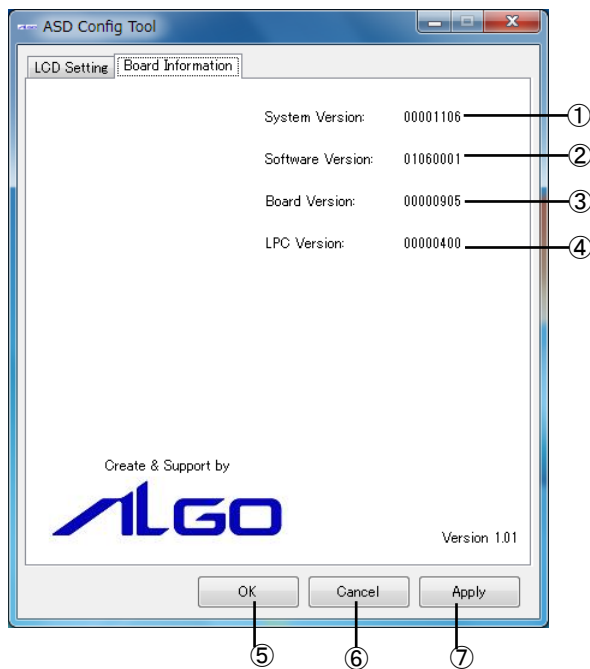 ASD Config Tool
LCD Setting Board Information
System Version: 00001106 ①
Software Version: 01060001 ②
Board Version: 00000905 ③
LPC Version: 00000400 ④
Create & Support by
ALGO
Version 1.01
OK Cancel Apply
⑤ ⑥ ⑦